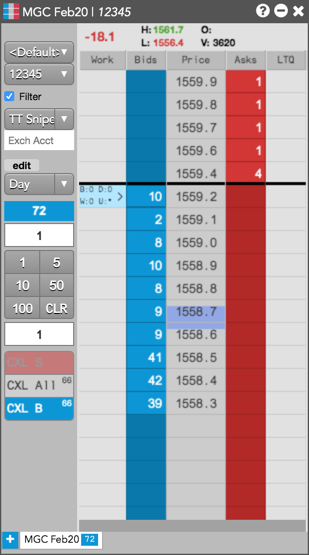 MGC Feb20 | 12345
-18.1
H: 1561.7 O:
L: 1556.4 V: 3620
Work Bids Price Asks LTQ
<Default>
12345
Filter
TT Snipe
Exch Acct
edit
Day
72
1
1 5
10 50
100 CLR
1
CXL S
CXL All 66
CXL B 66
1559.9 1
1559.8 1
1559.7 1
1559.6 1
1559.4 4
B:0 D:0
W:0 U:*
10 1559.2
2 1559.1
8 1559.0
10 1558.9
8 1558.8
9 1558.7
9 1558.6
41 1558.5
42 1558.4
39 1558.3
+ MGC Feb20 72